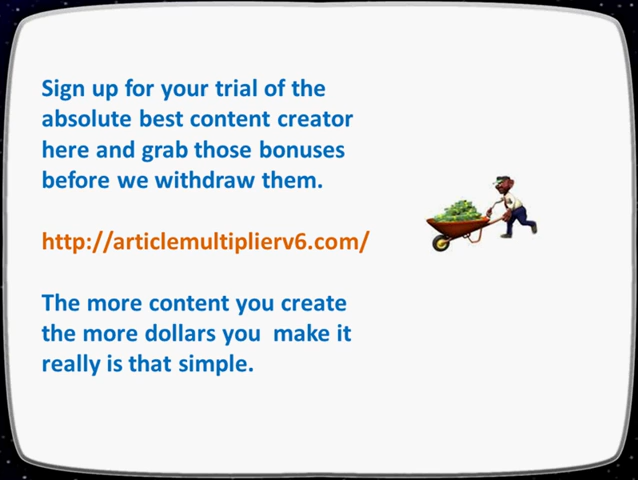 Sign up for your trial of the
absolute best content creator
here and grab those bonuses
before we withdraw them.
http://articlemultiplierv6.com/
The more content you create
the more dollars you  make it
really is that simple.